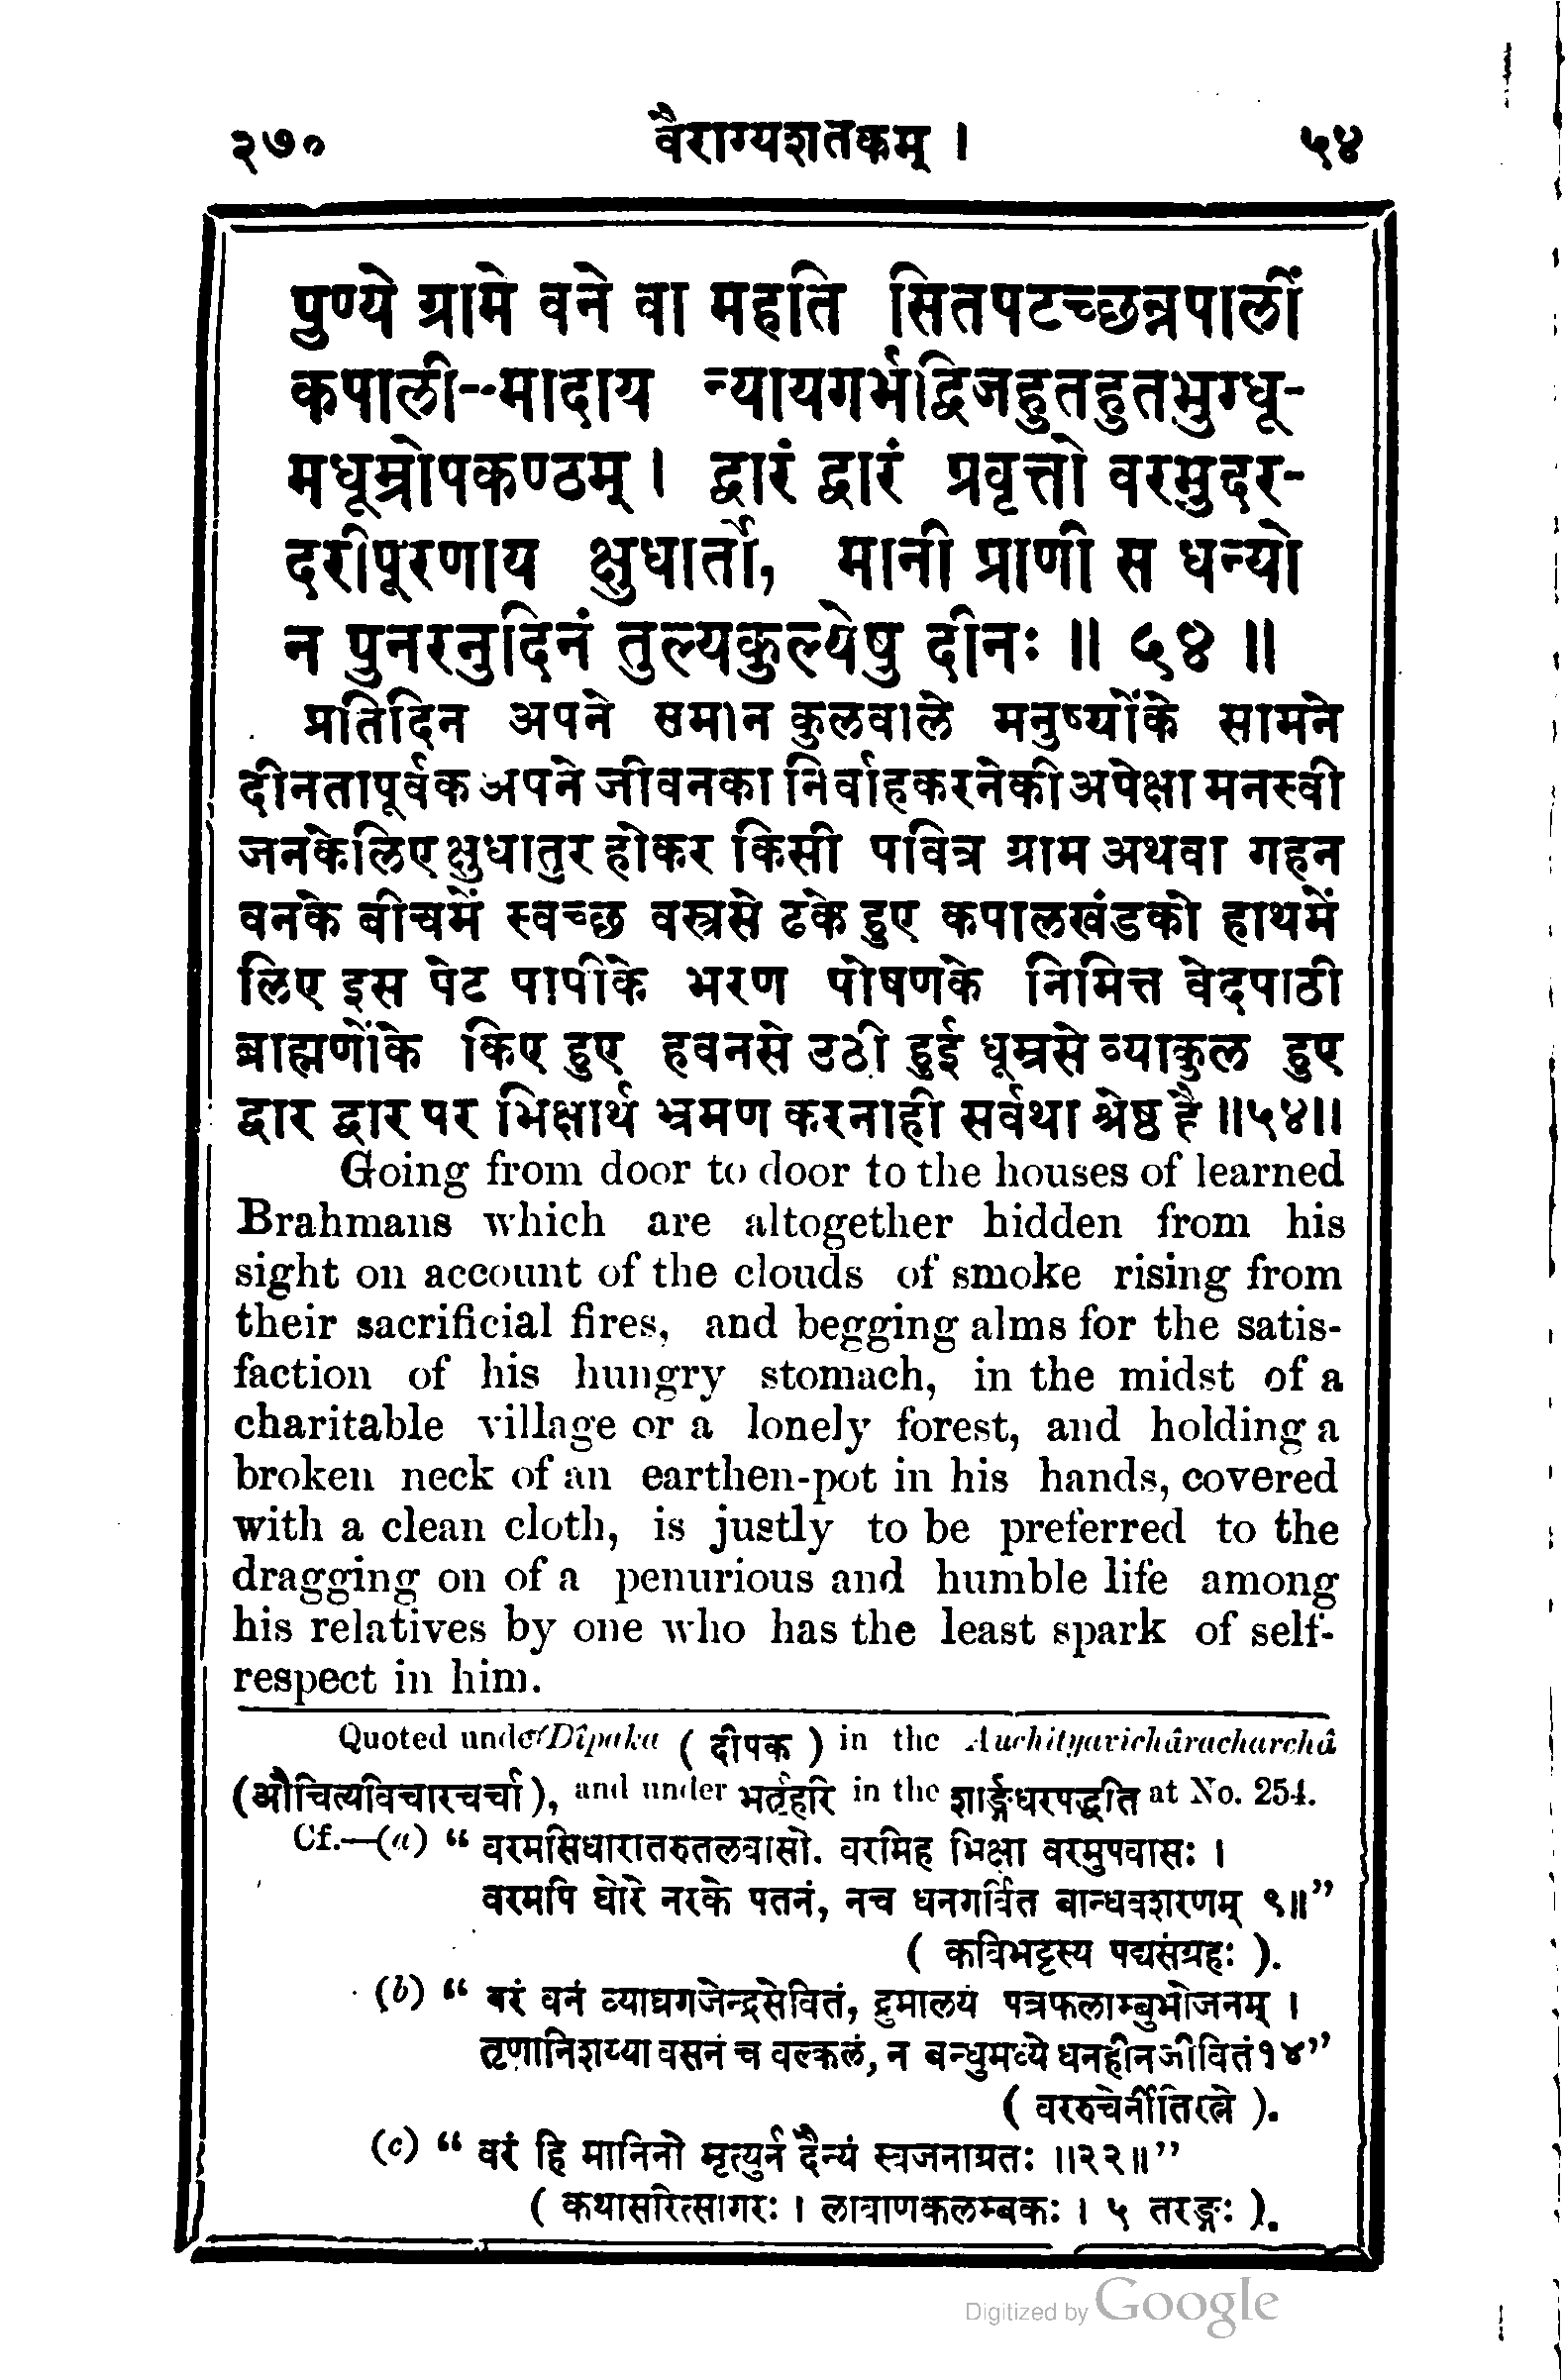 २७० वैराग्यशतकम् । ५४
पुण्ये ग्रामे वने वा महति सितपटच्छन्नपालीं
कपाली--मादाय न्यायगर्भद्विजहुतहुतभुग्धू-
मधूम्रोपकण्ठम् । द्वारं द्वारं प्रवृत्तो वरमुदर-
दरीपूरणाय क्षुधार्तो, मानी प्राणी स धन्यो
न पुनरनुदिनं तुल्यकुल्येषु दीनः ॥ ५४ ॥
प्रतिदिन अपने समान कुलवाले मनुष्योंके सामने
दीनतापूर्वक अपने जीवनका निर्वाहकरनेकी अपेक्षा मनस्वी
जनकेलिए क्षुधातुर होकर किसी पवित्र ग्राम अथवा गहन
वनके बीचमें स्वच्छ वस्त्रसे ढके हुए कपालखंडको हाथमें
लिए इस पेट पापीके भरण पोषणके निमित्त वेदपाठी
ब्राह्मणोंके किए हुए हवनसे उठी हुई धूम्रसे व्याकुल हुए
द्वार द्वार पर भिक्षार्थ भ्रमण करनाही सर्वथा श्रेष्ठ है ॥५४॥
Going from door to door to the houses of learned
Brahmans which are altogether hidden from his
sight on account of the clouds of smoke rising from
their sacrificial fires, and begging alms for the satis-
faction of his hungry stomach, in the midst of a
charitable village or a lonely forest, and holding a
broken neck of an earthen-pot in his hands, covered
with a clean cloth, is justly to be preferred to the
dragging on of a penurious and humble life among
his relatives by one who has the least spark of self-
respect in him.
Quoted under Dîpaka ( दीपक ) in the Auchityavichâracharchâ
(औचित्यविचारचर्चा), and under भर्तृहरि in the शार्ङ्गधरपद्धति at No. 254.
Cf.—(a) “ वरमसिधारातरुतलवासो. वरमिह भिक्षा वरमुपवासः ।
वरमपि घोरे नरके पतनं, नच धनगर्वित बान्धवशरणम् ९॥”
( कविभट्टस्य पद्यसंग्रहः ).
(b) “ वरं वनं व्याघ्रगजेन्द्रसेवितं, द्रुमालयं पत्रफलाम्बुभोजनम् ।
तृणानिशय्या वसनं च वल्कलं, न बन्धुमध्ये धनहीनजीवितं१४”
( वररुचेर्नीतिरत्ने ).
(c) “ वरं हि मानिनो मृत्युर्न दैन्यं स्वजनाग्रतः ॥२२॥”
( कथासरित्सागरः । लावाणकलम्बकः । ५ तरङ्गः ).
Digitized by Google